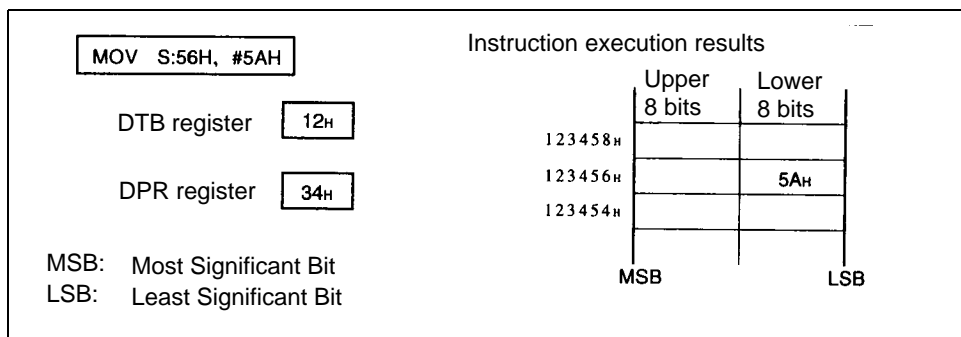 MOV S:56H, #5AH
DTB register 12H
DPR register 34H
MSB: Most Significant Bit
LSB: Least Significant Bit
Instruction execution results
Upper 8 bits
Lower 8 bits
123458H
123456H 5AH
123454H
MSB LSB